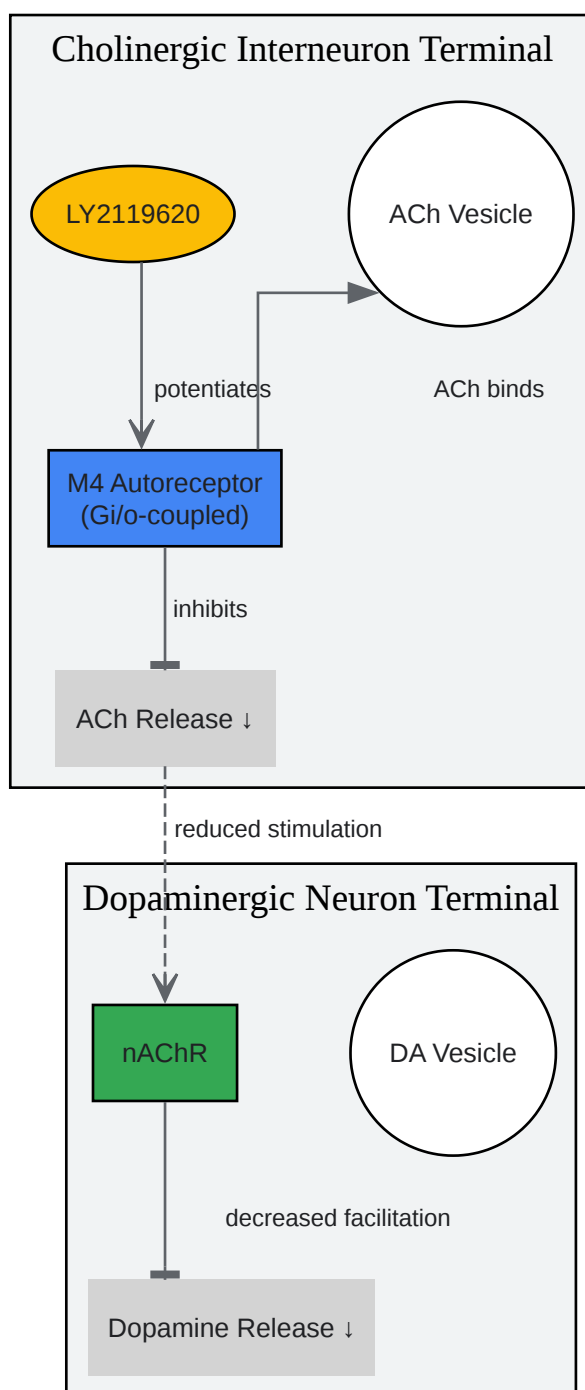 Cholinergic Interneuron Terminal
LY2119620
ACh Vesicle
potentiates
ACh binds
M4 Autoreceptor
(Gi/o-coupled)
inhibits
ACh Release ↓
reduced stimulation
Dopaminergic Neuron Terminal
nAChR
DA Vesicle
decreased facilitation
Dopamine Release ↓